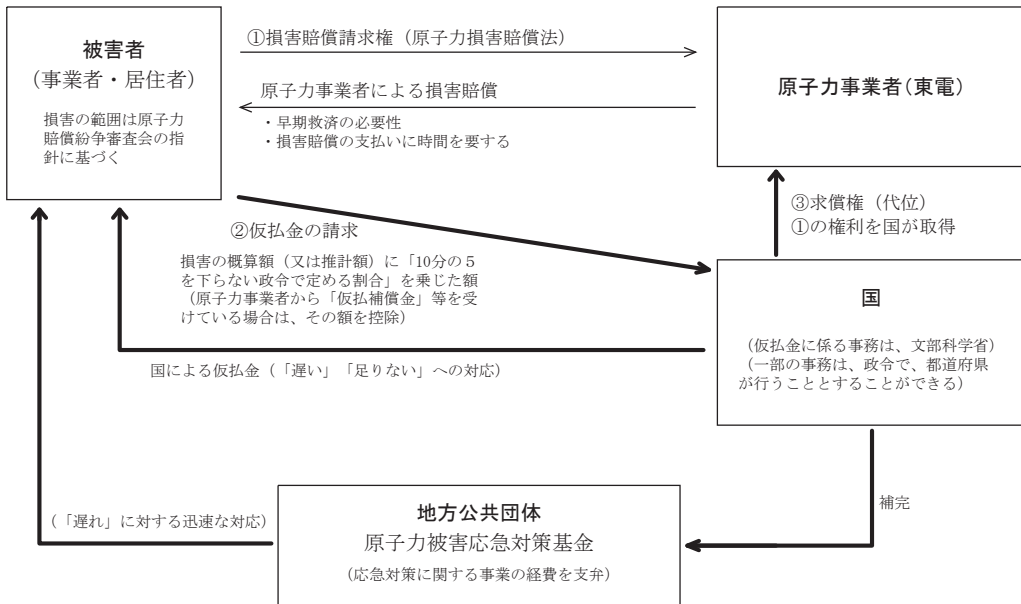 被害者
（事業者・居住者）
損害の範囲は原子力
賠償紛争審査会の指
針に基づく
①損害賠償請求権（原子力損害賠償法）
原子力事業者による損害賠償
・早期救済の必要性
・損害賠償の支払いに時間を要する
原子力事業者（東電）
②仮払金の請求
損害の概算額（又は推計額）に「10分の５
を下らない政令で定める割合」を乗じた額
（原子力事業者から「仮払補償金」等を受
けている場合は、その額を控除）
③求償権（代位）
①の権利を国が取得
国
（仮払金に係る事務は、文部科学省）
（一部の事務は、政令で、都道府県
が行うこととすることができる）
国による仮払金（「遅い」「足りない」への対応）
補完
（「遅れ」に対する迅速な対応）
地方公共団体
原子力被害応急対策基金
（応急対策に関する事業の経費を支弁）